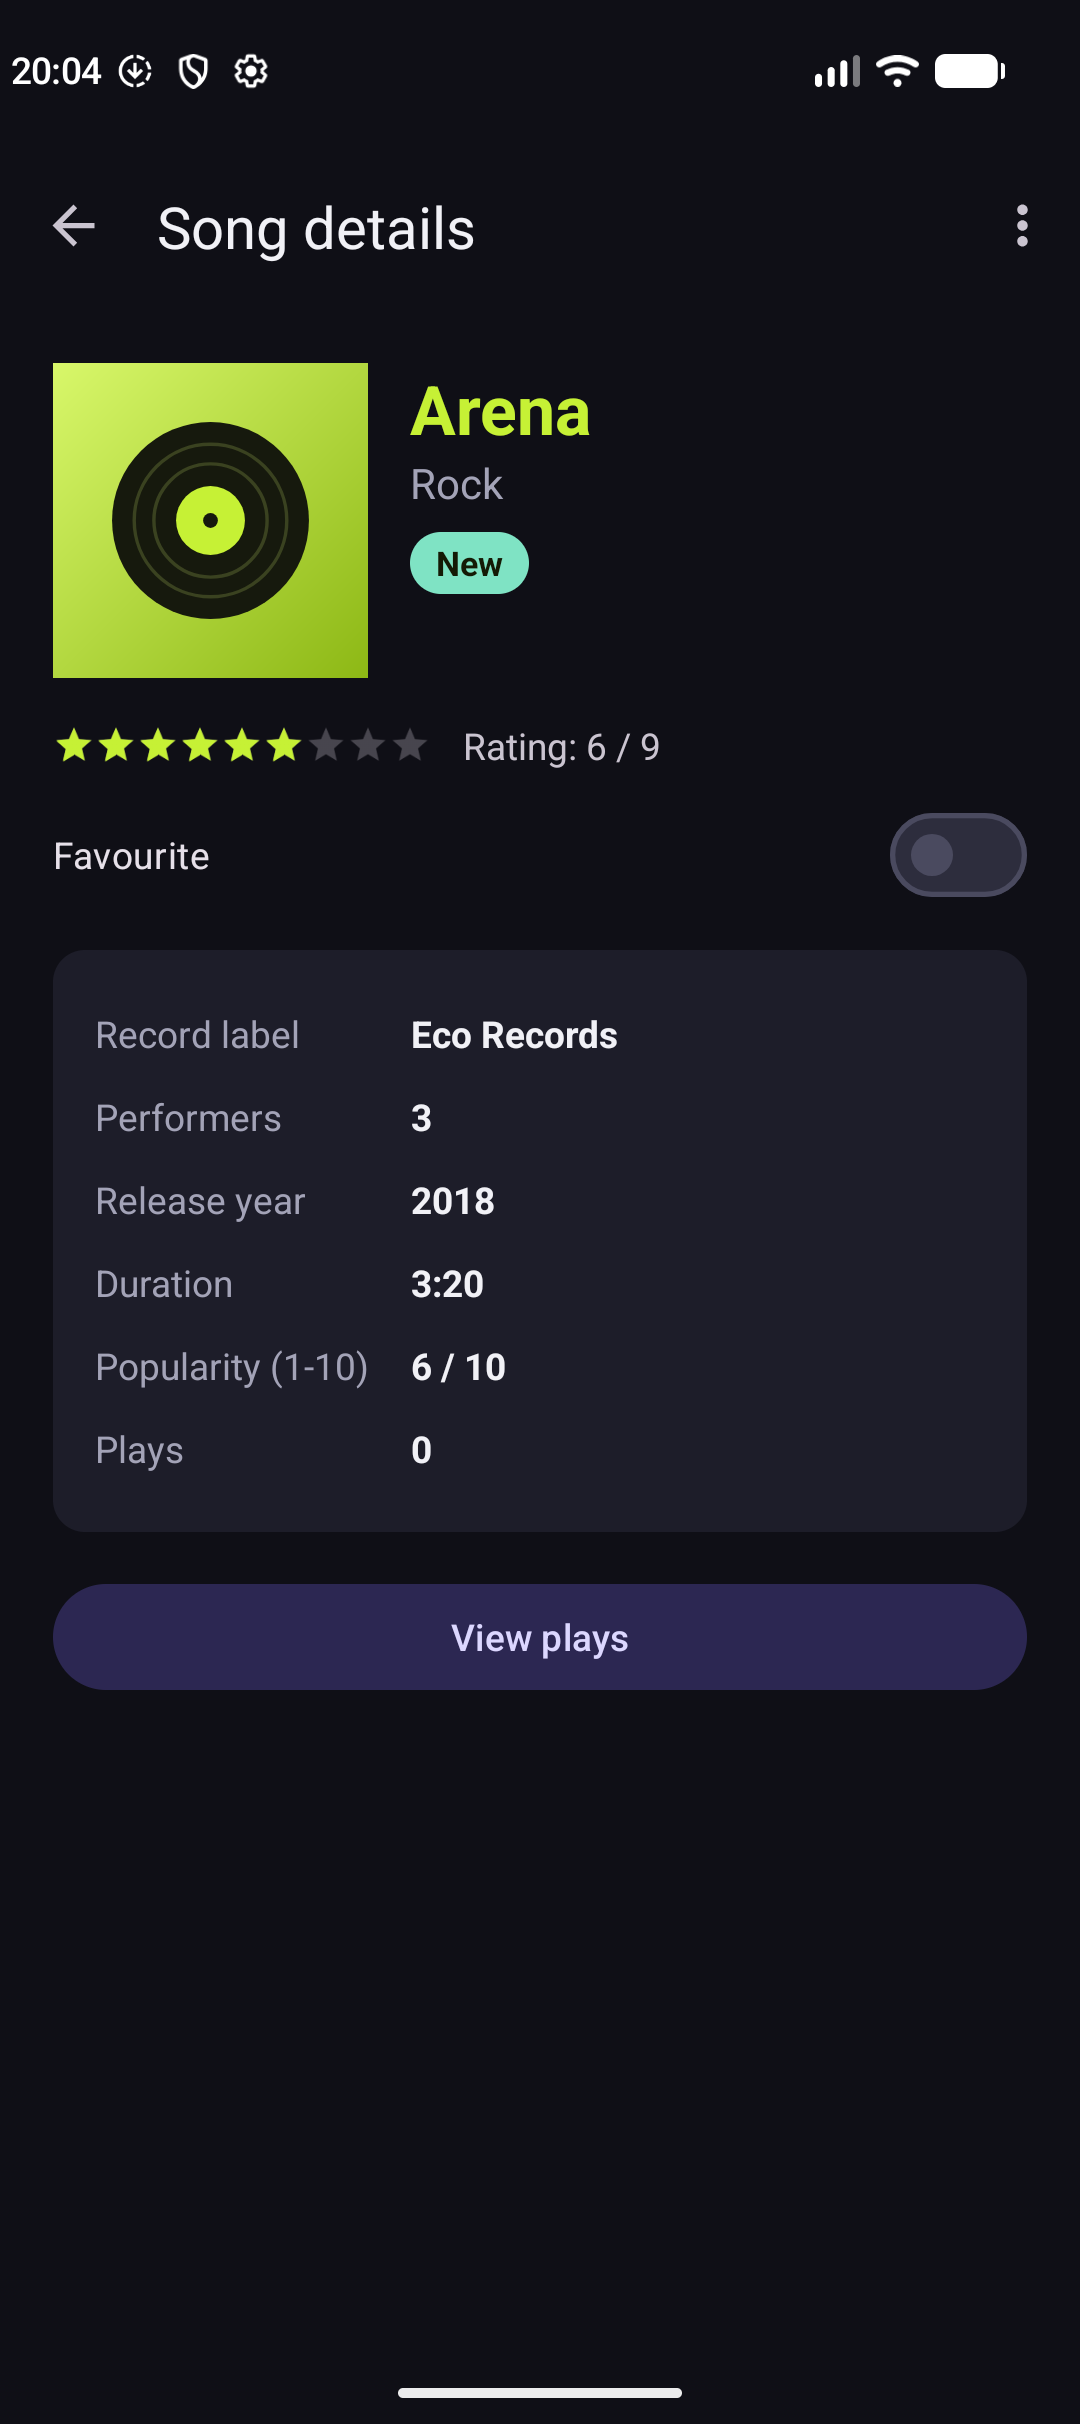 20:04
Song details
Arena
Rock
New
Rating: 6 / 9
Favourite
Record label Eco Records
Performers 3
Release year 2018
Duration 3:20
Popularity (1-10) 6 / 10
Plays 0
View plays